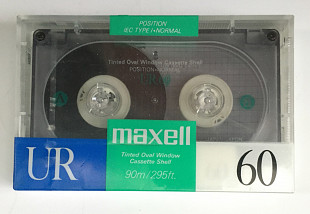 POSITION
IEC TYPE I•NORMAL
Tinted Oval Window Cassette Shell
POSITION•NORMAL
maxell
UR
Tinted Oval Window
Cassette Shell
60
90m/295ft.